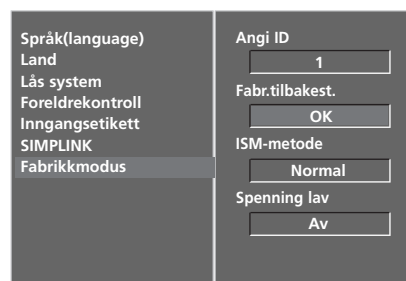 Språk(language)
Land
Lås system
Foreldrekontroll
Inngangsetikett
SIMPLINK
Fabrikkmodus
Angi ID
1
Fabr.tilbakest.
OK
ISM-metode
Normal
Spenning lav
Av